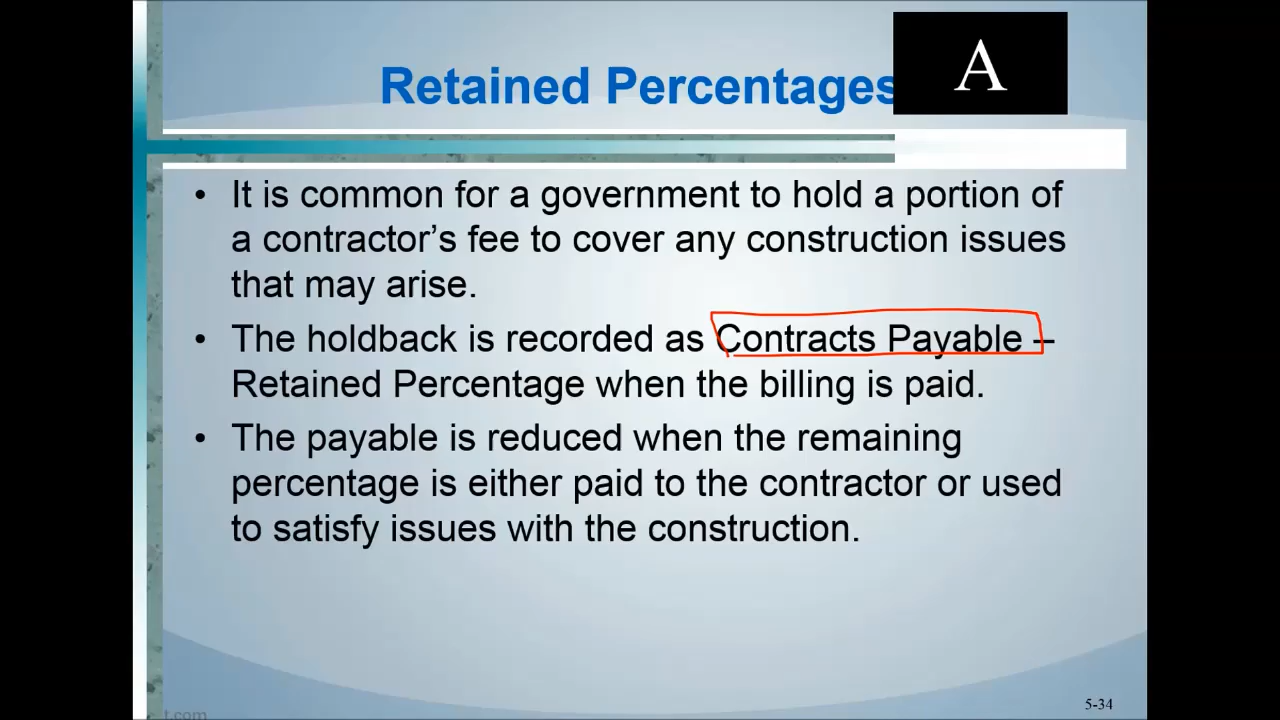 Retained Percentages
A
• It is common for a government to hold a portion of
a contractor's fee to cover any construction issues
that may arise.
• The holdback is recorded as Contracts Payable –
Retained Percentage when the billing is paid.
• The payable is reduced when the remaining
percentage is either paid to the contractor or used
to satisfy issues with the construction.
5-34
t.com